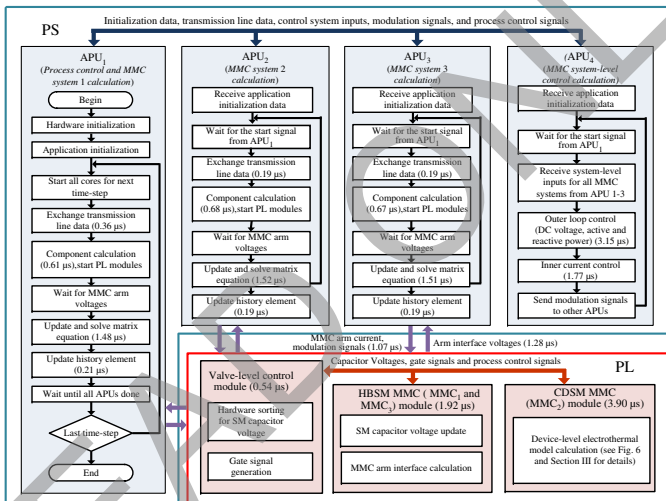 Initialization data, transmission line data, control system inputs, modulation signals, and process control signals
PS
APU1
(Process control and MMC
system 1 calculation)
Begin
Hardware initialization
Application initialization
Start all cores for next
time-step
Exchange transmission
line data (0.36 μs)
Component calculation
(0.61 μs),start PL modules
Wait for MMC arm
voltages
Update and solve matrix
equation (1.48 μs)
Update history element
(0.21 μs)
Wait until all APUs done
Last time-step
End
APU2
(MMC system 2
calculation)
Receive application
initialization data
Wait for the start signal
from APU1
Exchange transmission
line data (0.19 μs)
Component calculation
(0.68 μs),start PL modules
Wait for MMC arm
voltages
Update and solve matrix
equation (1.52 μs)
Update history element
(0.19 μs)
APU3
(MMC system 3
calculation)
Receive application
initialization data
Wait for the start signal
from APU1
Exchange transmission
line data (0.19 μs)
Component calculation
(0.67 μs),start PL modules
Wait for MMC arm
voltages
Update and solve matrix
equation (1.51 μs)
Update history element
(0.19 μs)
APU4
(MMC system-level
control calculation)
Receive application
initialization data
Wait for the start signal
from APU1
Receive system-level
inputs for all MMC
systems from APU 1-3
Outer loop control
(DC voltage, active and
reactive power) (3.15 μs)
Inner current control
(1.77 μs)
Send modulation signals
to other APUs
MMC arm current,
modulation signals (1.07 μs)
Arm interface voltages (1.28 μs)
Capacitor Voltages, gate signals and process control signals
PL
Valve-level control
module (0.54 μs)
Hardware sorting
for SM capacitor
voltage
Gate signal
generation
HBSM MMC ( MMC1 and
MMC3) module (1.92 μs)
SM capacitor voltage update
MMC arm interface calculation
CDSM MMC
(MMC2) module (3.90 μs)
Device-level electrothermal
model calculation (see Fig. 6
and Section III for details)